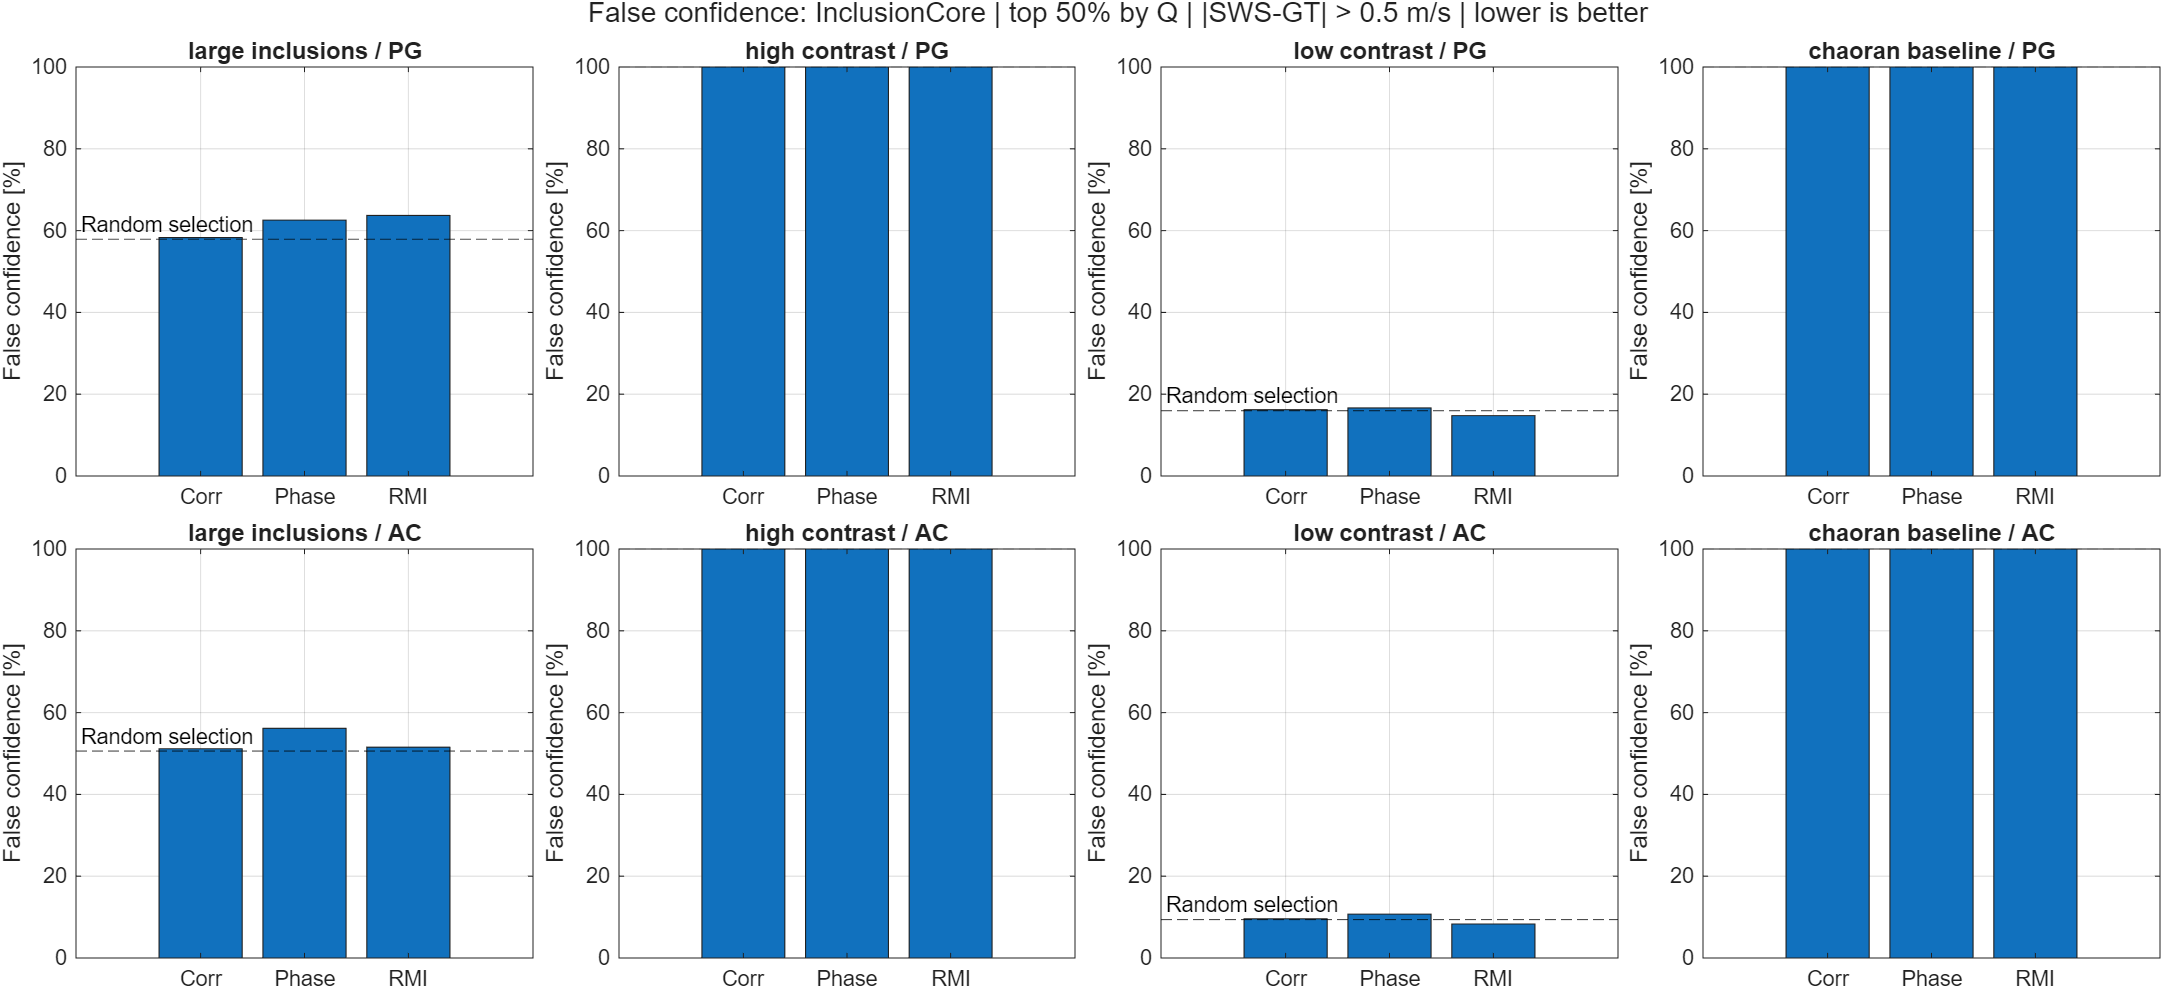 False confidence: InclusionCore | top 50% by Q | |SWS-GT| > 0.5 m/s | lower is better
large inclusions / PG
False confidence [%]
100
80
60
40
20
0
Random selection
Corr Phase RMI
high contrast / PG
False confidence [%]
100
80
60
40
20
0
Corr Phase RMI
low contrast / PG
False confidence [%]
100
80
60
40
20
0
Random selection
Corr Phase RMI
chaoran baseline / PG
False confidence [%]
100
80
60
40
20
0
Corr Phase RMI
large inclusions / AC
False confidence [%]
100
80
60
40
20
0
Random selection
Corr Phase RMI
high contrast / AC
False confidence [%]
100
80
60
40
20
0
Corr Phase RMI
low contrast / AC
False confidence [%]
100
80
60
40
20
0
Random selection
Corr Phase RMI
chaoran baseline / AC
False confidence [%]
100
80
60
40
20
0
Corr Phase RMI